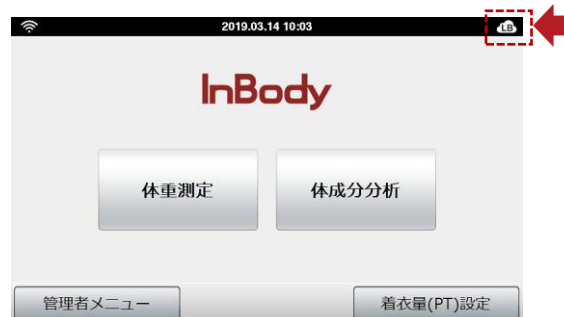 2019.03.14 10:03
LB
InBody
体重測定
体成分分析
管理者メニュー
着衣量(PT)設定